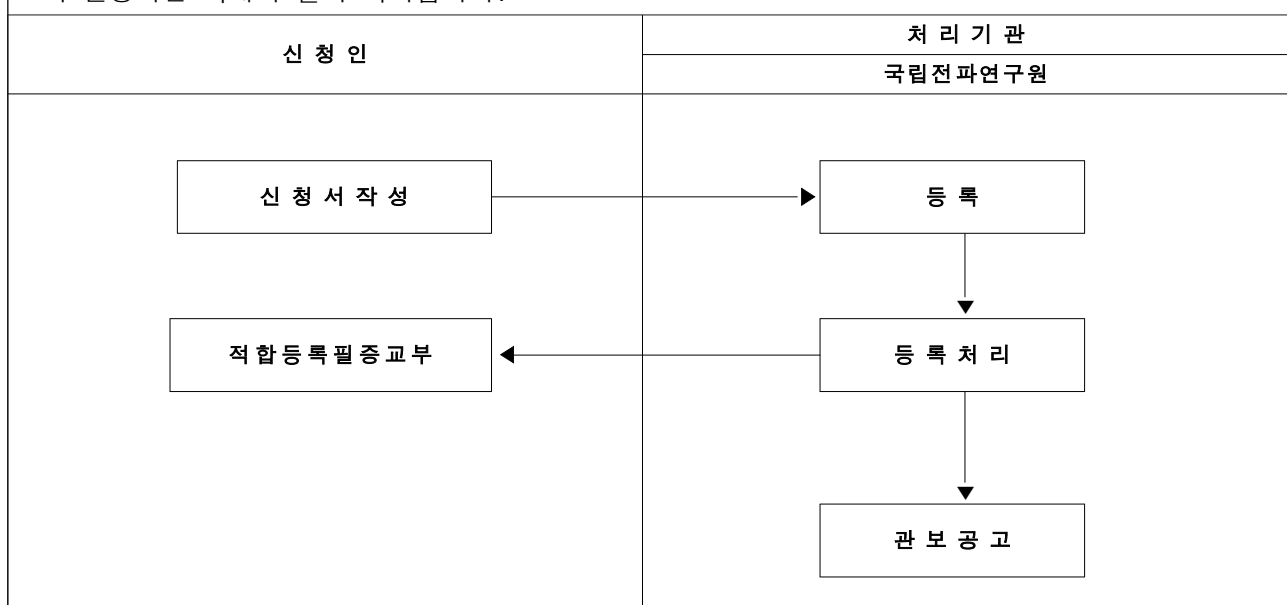 신 청 인
처 리 기 관
국립전파연구원
신 청 서 작 성
등 록
적합등록필증교부
등 록 처 리
관 보 공 고